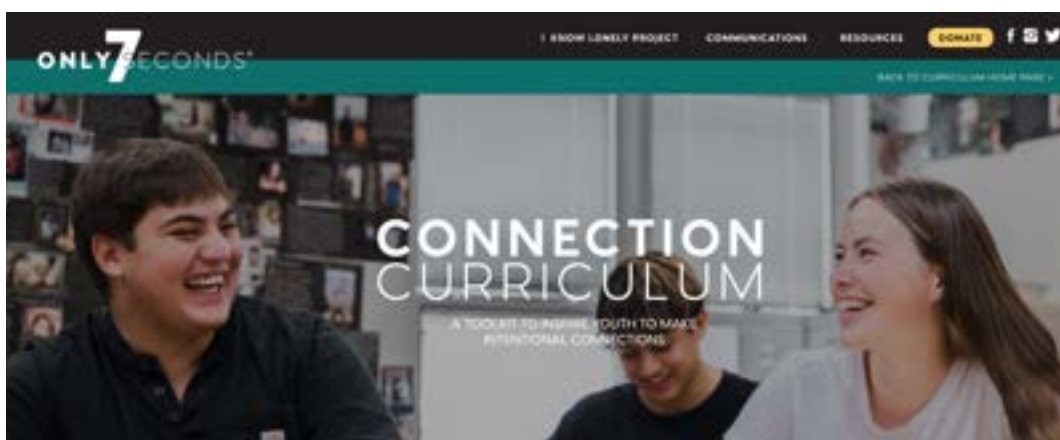 I KNOW LONELY PROJECT COMMUNICATIONS RESOURCES DONATE
ONLY 7 SECONDS®
BACK TO CURRICULUM HOME PAGE >
CONNECTION
CURRICULUM
A TOOLKIT TO INSPIRE YOUTH TO MAKE
INTENTIONAL CONNECTIONS